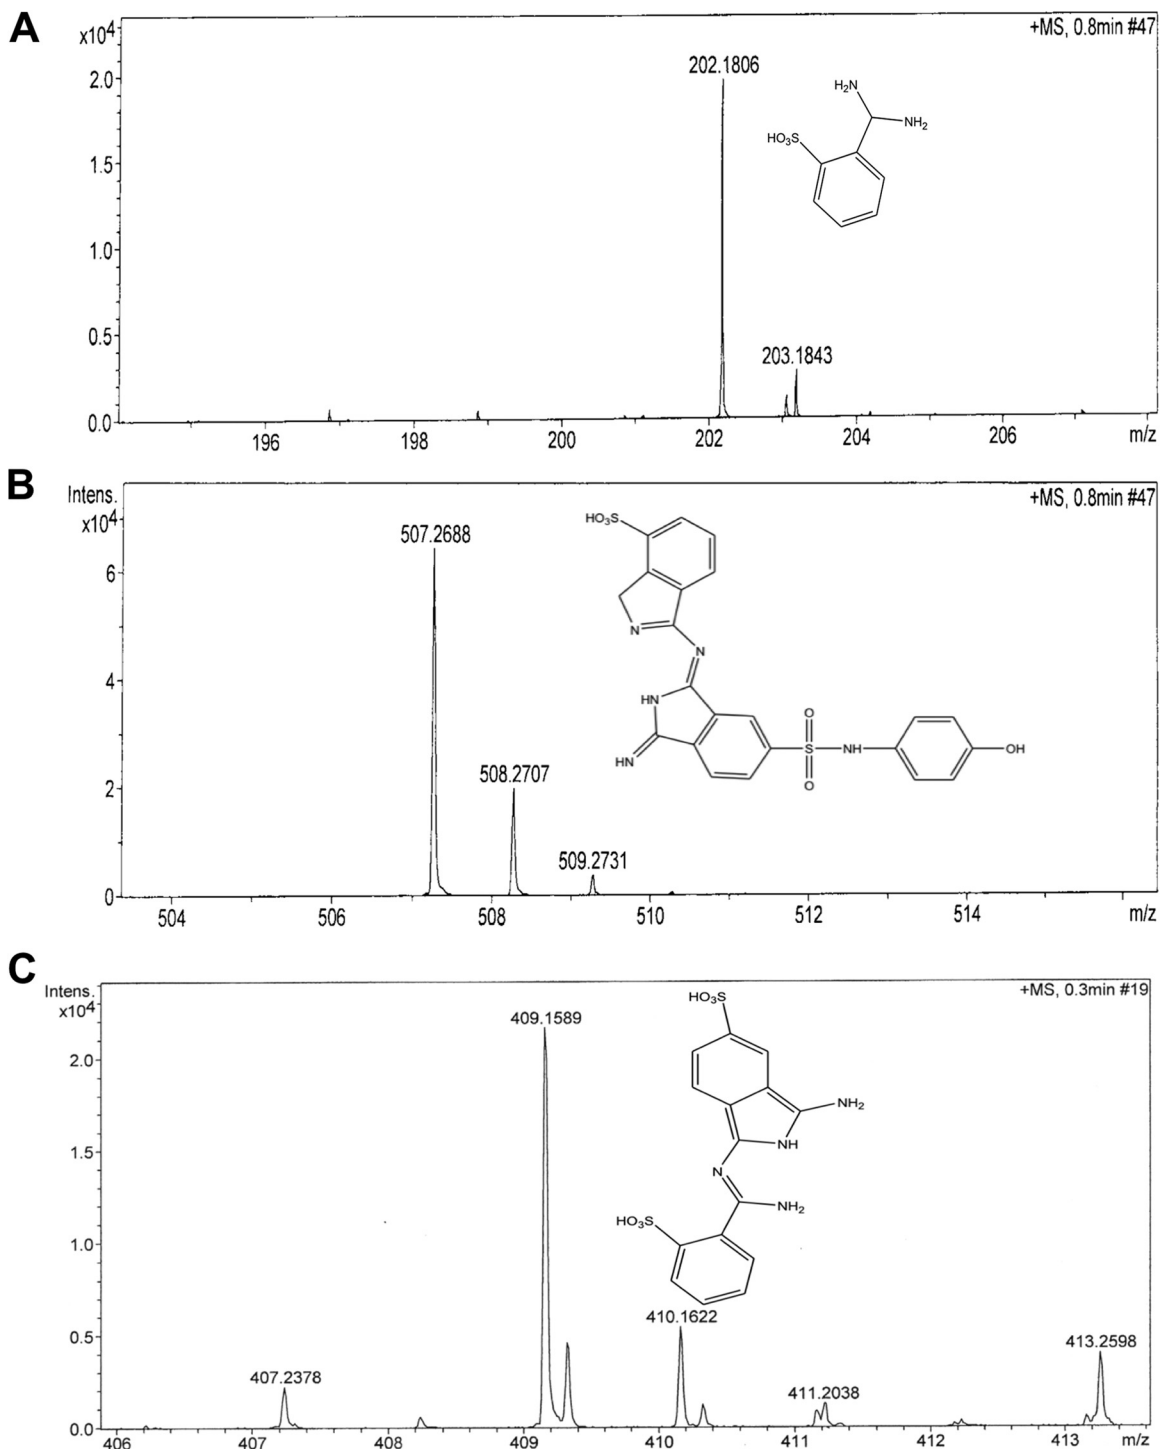 A
x10⁴
+MS, 0.8min #47
202.1806
2.0
H₂N
NH₂
HO₃S
1.5
1.0
0.5
203.1843
0.0
196 198 200 202 204 206 m/z
B
Intens.
x10⁴
+MS, 0.8min #47
507.2688
HO₃S
6
N
N
4
HN
O
S NH OH
HN
O
508.2707
2
509.2731
0
504 506 508 510 512 514 m/z
C
Intens.
x10⁴
+MS, 0.3min #19
409.1589
HO₃S
2.0
NH₂
NH
1.5
N
NH₂
HO₃S
1.0
410.1622
0.5
413.2598
407.2378
411.2038
0.0
406 407 408 409 410 411 412 413 m/z